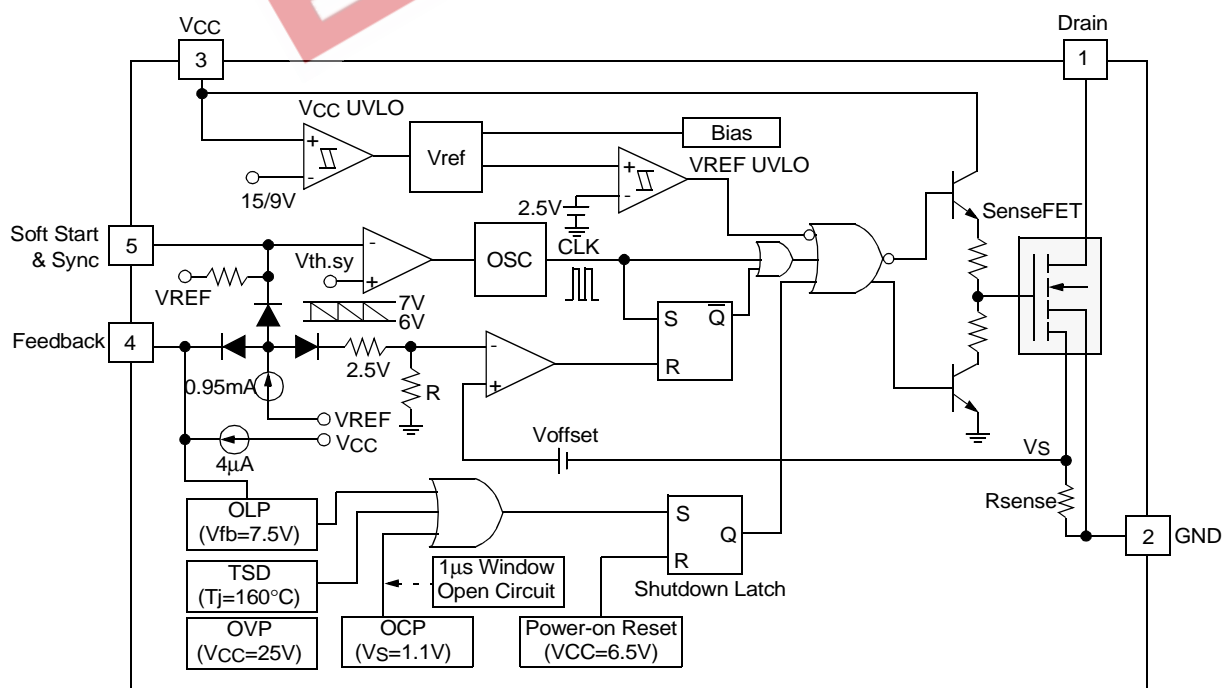 VCC
Drain
3
1
VCC UVLO
+
-
Vref
Bias
15/9V
VREF UVLO
+
-
2.5V
SenseFET
Soft Start
& Sync
5
-
+
Vth.sy
OSC
CLK
VREF
7V
6V
Feedback
4
S
Q
R
2.5V
-
+
0.95mA
R
VREF
VCC
4µA
Voffset
VS
Rsense
2
GND
OLP
(Vfb=7.5V)
S
Q
R
TSD
(Tj=160°C)
1µs Window
Open Circuit
Shutdown Latch
OVP
(VCC=25V)
OCP
(VS=1.1V)
Power-on Reset
(VCC=6.5V)